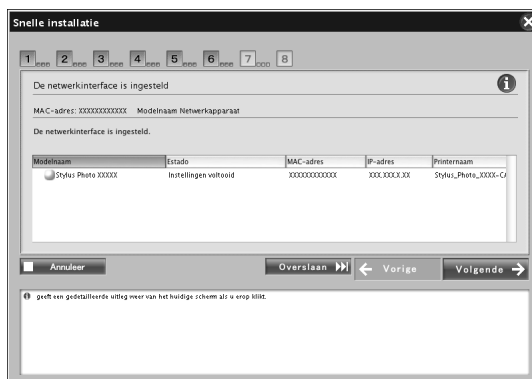 Snelle installatie
1 2 3 4 5 6 7 8
De netwerkinterface is ingesteld
MAC-adres: XXXXXXXXXXXX Modelnaam Netwerkapparaat
De netwerkinterface is ingesteld.
Modelnaam Estado MAC-adres IP-adres Printernaam
Stylus Photo XXXXX Instellingen voltooid XXXXXXXXXXXX XXX.XXX.X.XX Stylus_Photo_XXXX-C/
Annuleer Overslaan Vorige Volgende
geeft een gedetailleerde uitleg weer van het huidige scherm als u erop klikt.